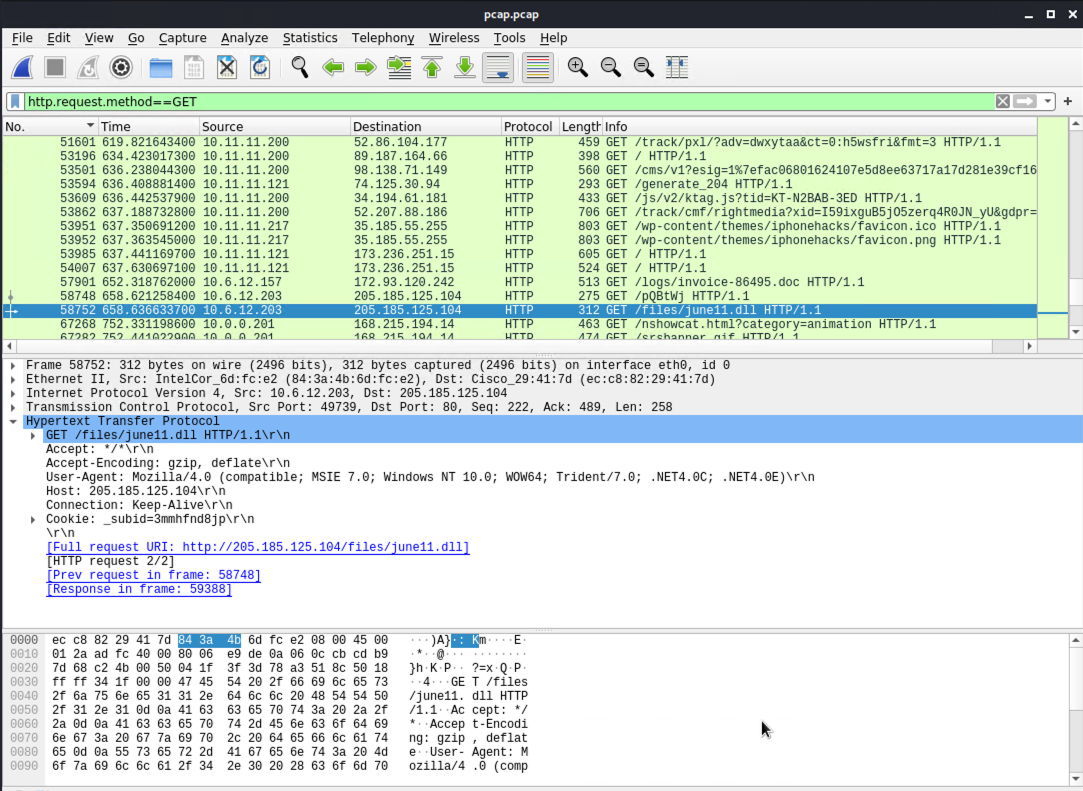 pcap.pcap
File Edit View Go Capture Analyze Statistics Telephony Wireless Tools Help
http.request.method==GET
No. Time Source Destination Protocol Length Info
51601 619.821643400 10.11.11.200 52.86.104.177 HTTP 459 GET /track/pxl/?adv=dwxytaa&ct=0:h5wsfri&fmt=3 HTTP/1.1
53196 634.423017300 10.11.11.200 89.187.164.66 HTTP 398 GET / HTTP/1.1
53501 636.238044300 10.11.11.200 98.138.71.149 HTTP 560 GET /cms/v1?esig=1%7efac06801624107e5d8ee63717a17d281e39cf16
53594 636.408881400 10.11.11.121 74.125.30.94 HTTP 293 GET /generate_204 HTTP/1.1
53609 636.442537900 10.11.11.200 34.194.61.181 HTTP 433 GET /js/v2/ktag.js?tid=KT-N2BAB-3ED HTTP/1.1
53862 637.188732800 10.11.11.200 52.207.88.186 HTTP 706 GET /track/cmf/rightmedia?xid=I59ixguB5jO5zerq4R0JN_yU&gdpr=
53951 637.350691200 10.11.11.217 35.185.55.255 HTTP 803 GET /wp-content/themes/iphonehacks/favicon.ico HTTP/1.1
53952 637.363545000 10.11.11.217 35.185.55.255 HTTP 803 GET /wp-content/themes/iphonehacks/favicon.png HTTP/1.1
53985 637.441169700 10.11.11.121 173.236.251.15 HTTP 605 GET / HTTP/1.1
54007 637.630697100 10.11.11.121 173.236.251.15 HTTP 524 GET / HTTP/1.1
57901 652.318762000 10.6.12.157 172.93.120.242 HTTP 513 GET /logs/invoice-86495.doc HTTP/1.1
58748 658.621258400 10.6.12.203 205.185.125.104 HTTP 275 GET /pQBtWj HTTP/1.1
58752 658.636633700 10.6.12.203 205.185.125.104 HTTP 312 GET /files/june11.dll HTTP/1.1
67268 752.331198600 10.0.0.201 168.215.194.14 HTTP 463 GET /nshowcat.html?category=animation HTTP/1.1
67282 752.441022900 10.0.0.201 168.215.194.14 HTTP 474 GET /srsbanner.gif HTTP/1.1
Frame 58752: 312 bytes on wire (2496 bits), 312 bytes captured (2496 bits) on interface eth0, id 0
Ethernet II, Src: IntelCor_6d:fc:e2 (84:3a:4b:6d:fc:e2), Dst: Cisco_29:41:7d (ec:c8:82:29:41:7d)
Internet Protocol Version 4, Src: 10.6.12.203, Dst: 205.185.125.104
Transmission Control Protocol, Src Port: 49739, Dst Port: 80, Seq: 222, Ack: 489, Len: 258
Hypertext Transfer Protocol
GET /files/june11.dll HTTP/1.1\r\n
Accept: */*\r\n
Accept-Encoding: gzip, deflate\r\n
User-Agent: Mozilla/4.0 (compatible; MSIE 7.0; Windows NT 10.0; WOW64; Trident/7.0; .NET4.0C; .NET4.0E)\r\n
Host: 205.185.125.104\r\n
Connection: Keep-Alive\r\n
Cookie: _subid=3mmhfnd8jp\r\n
\r\n
[Full request URI: http://205.185.125.104/files/june11.dll]
[HTTP request 2/2]
[Prev request in frame: 58748]
[Response in frame: 59388]
0000 ec c8 82 29 41 7d 84 3a 4b 6d fc e2 08 00 45 00 ···)A}·: Km····E·
0010 01 2a ad fc 40 00 80 06 e9 de 0a 06 0c cb cd b9 ·*··@··· ········
0020 7d 68 c2 4b 00 50 04 1f 3f 3d 78 a3 51 8c 50 18 }h·K·P·· ?=x·Q·P·
0030 ff ff 34 1f 00 00 47 45 54 20 2f 66 69 6c 65 73 ··4···GE T /files
0040 2f 6a 75 6e 65 31 31 2e 64 6c 6c 20 48 54 54 50 /june11. dll HTTP
0050 2f 31 2e 31 0d 0a 41 63 63 65 70 74 3a 20 2a 2f /1.1··Ac cept: */
0060 2a 0d 0a 41 63 63 65 70 74 2d 45 6e 63 6f 64 69 *··Accep t-Encodi
0070 6e 67 3a 20 67 7a 69 70 2c 20 64 65 66 6c 61 74 ng: gzip , deflat
0080 65 0d 0a 55 73 65 72 2d 41 67 65 6e 74 3a 20 4d e··User- Agent: M
0090 6f 7a 69 6c 6c 61 2f 34 2e 30 20 28 63 6f 6d 70 ozilla/4 .0 (comp